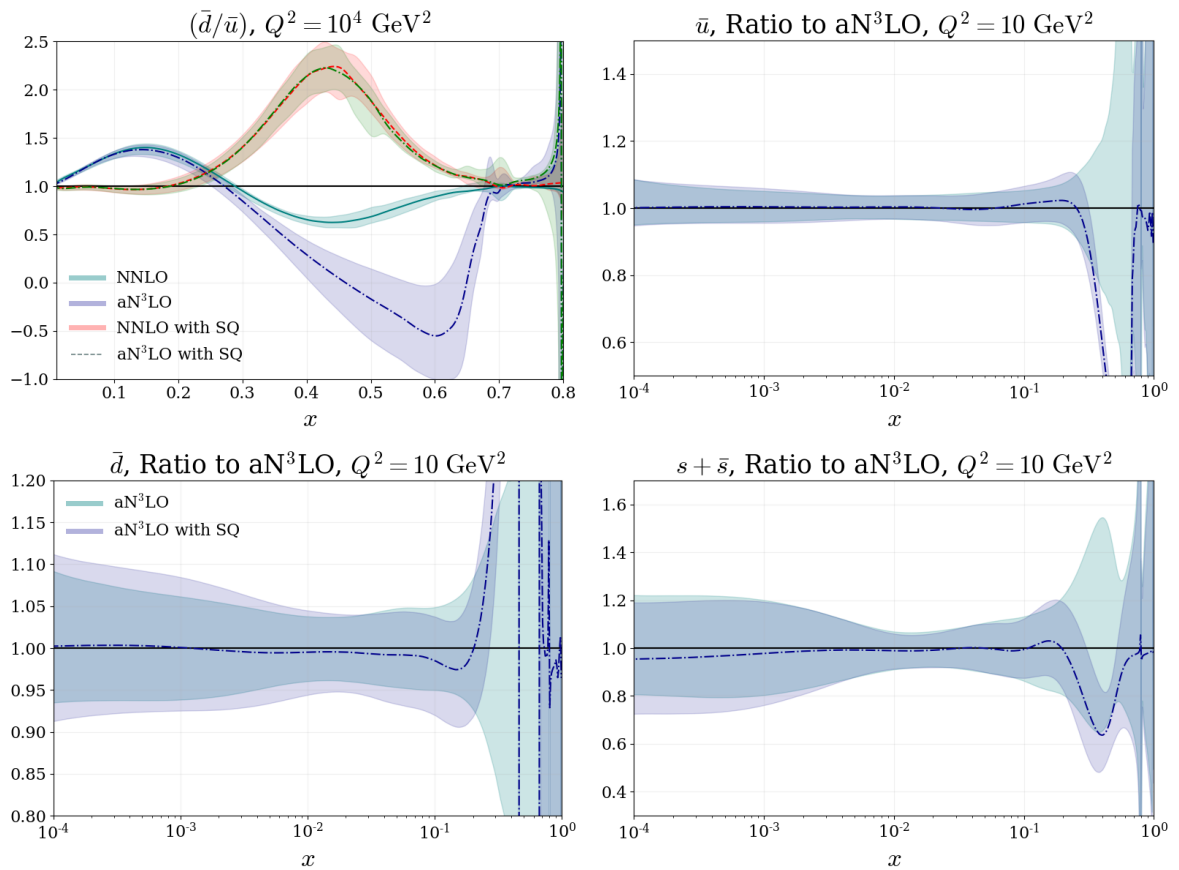 (d̄/ū), Q² = 10⁴ GeV²
2.5
2.0
1.5
1.0
0.5
0.0
−0.5
−1.0
NNLO
aN³LO
NNLO with SQ
aN³LO with SQ
0.1 0.2 0.3 0.4 0.5 0.6 0.7 0.8
x
ū, Ratio to aN³LO, Q² = 10 GeV²
1.4
1.2
1.0
0.8
0.6
10⁻⁴ 10⁻³ 10⁻² 10⁻¹ 10⁰
x
d̄, Ratio to aN³LO, Q² = 10 GeV²
1.20
1.15
1.10
1.05
1.00
0.95
0.90
0.85
0.80
aN³LO
aN³LO with SQ
10⁻⁴ 10⁻³ 10⁻² 10⁻¹ 10⁰
x
s + s̄, Ratio to aN³LO, Q² = 10 GeV²
1.6
1.4
1.2
1.0
0.8
0.6
0.4
10⁻⁴ 10⁻³ 10⁻² 10⁻¹ 10⁰
x